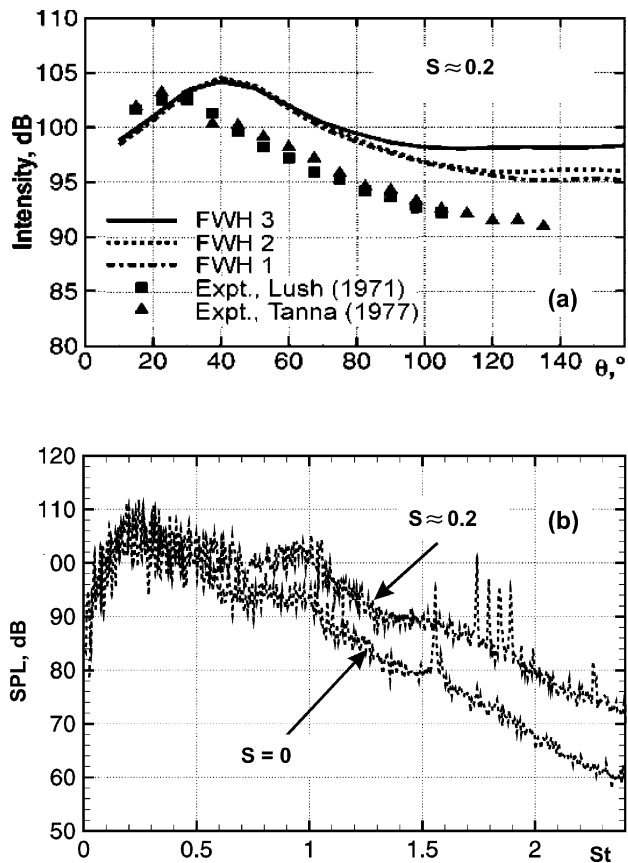 110
105
100
95
90
85
80
Intensity, dB
S ≈ 0.2
FWH 3
FWH 2
FWH 1
Expt., Lush (1971)
Expt., Tanna (1977)
(a)
0 20 40 60 80 100 120 140
θ,°
120
110
00
90
80
70
60
50
SPL, dB
S ≈ 0.2
(b)
S = 0
0 0.5 1 1.5 2
St